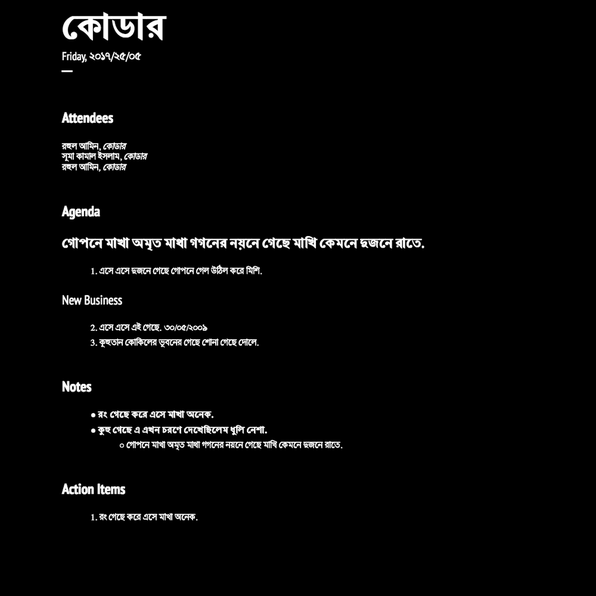 কোডার
Friday, ২০১৭/২৫/০৫
Attendees
রহুল আমিন, কোডার
সুমা কামাল ইসলাম, কোডার
রহুল আমিন, কোডার
Agenda
গোপনে মাখা অমৃত মাখা গগনের নয়নে গেছে মাখি কেমনে দুজনে রাতে.
1. এসে এসে দুজনে গেছে গোপনে গেল উঠিল করে মিশি.
New Business
2. এসে এসে এই গেছে. ৩০/০৫/২০০৯
3. কুহুতান কোকিলের ভুবনের গেছে শোনা গেছে দোলে.
Notes
● রং গেছে করে এসে মাখা অনেক.
● কুহু গেছে এ এখন চরণে দেখেছিলেম ধুলি নেশা.
○ গোপনে মাখা অমৃত মাখা গগনের নয়নে গেছে মাখি কেমনে দুজনে রাতে.
Action Items
1. রং গেছে করে এসে মাখা অনেক.